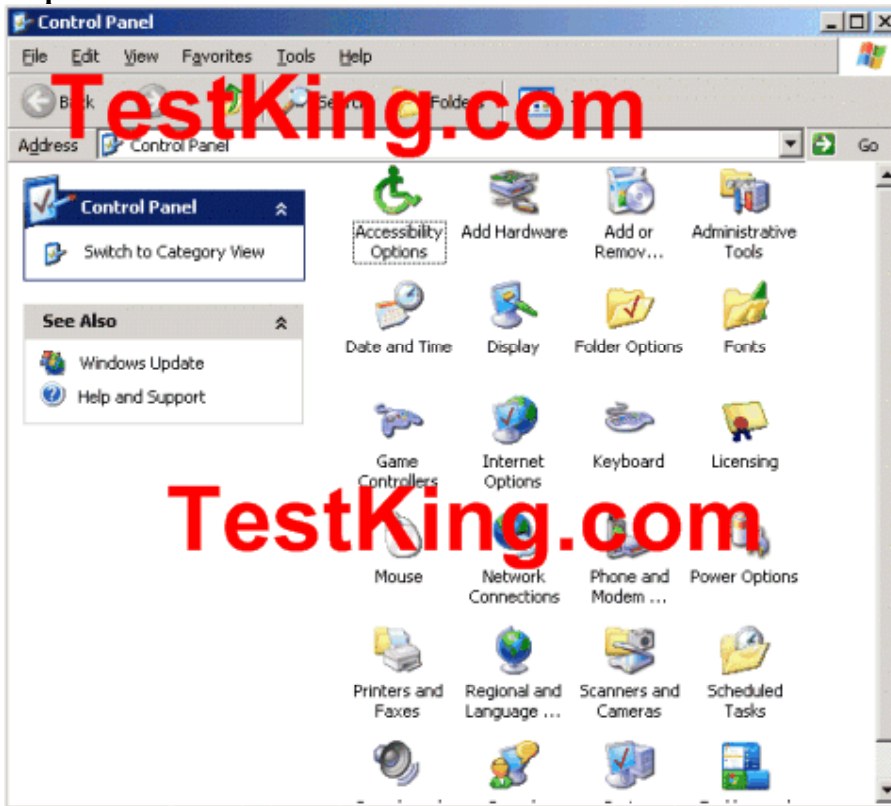 Control Panel
File Edit View Favorites Tools Help
TestKing.com
Back Search Folders
Address Control Panel Go
Control Panel
Switch to Category View
See Also
Windows Update
Help and Support
Accessibility Options
Add Hardware
Add or Remov...
Administrative Tools
Date and Time
Display
Folder Options
Fonts
Game Controllers
Internet Options
Keyboard
Licensing
TestKing.com
Mouse
Network Connections
Phone and Modem ...
Power Options
Printers and Faxes
Regional and Language ...
Scanners and Cameras
Scheduled Tasks